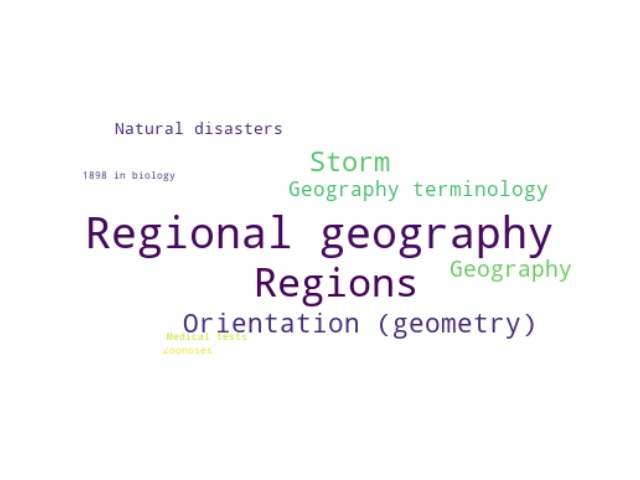 Natural disasters
Storm
1898 in biology
Geography terminology
Regional geography
Geography
Regions
Orientation (geometry)
Medical tests
Zoonoses